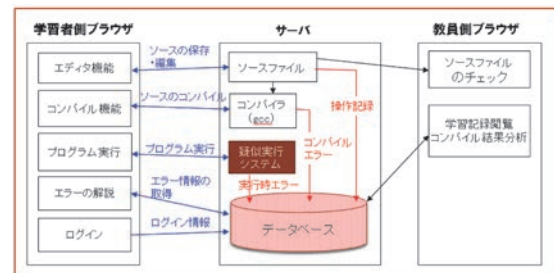 学習者側ブラウザ
サーバ
教員側ブラウザ
エディタ機能
コンパイル機能
プログラム実行
エラーの解説
ログイン
ソースの保存
・編集
ソースのコンパイル
プログラム実行
エラー情報の
取得
ログイン情報
ソースファイル
コンパイラ
(gcc)
疑似実行
システム
実行時エラー
コンパイル
エラー
操作記録
データベース
ソースファイル
のチェック
学習記録閲覧
コンパイル結果分析